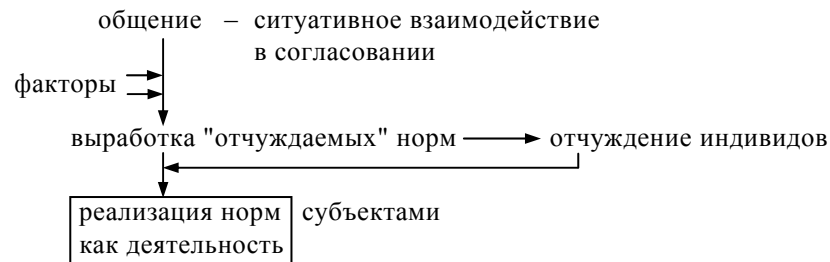 общение – ситуативное взаимодействие
в согласовании
факторы
выработка "отчуждаемых" норм отчуждение индивидов
реализация норм субъектами
как деятельность